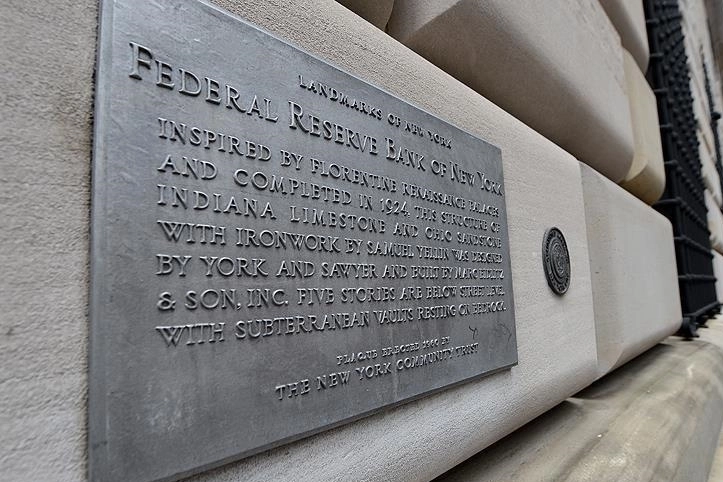 LANDMARKS OF NEW YORK
FEDERAL RESERVE BANK OF NEW YORK
INSPIRED BY FLORENTINE RENAISSANCE PALACES
AND COMPLETED IN 1924, THIS STRUCTURE OF
INDIANA LIMESTONE AND OHIO SANDSTONE
WITH IRONWORK BY SAMUEL YELLIN WAS DESIGNED
BY YORK AND SAWYER AND BUILT BY MARC EIDLITZ
& SON, INC. FIVE STORIES ARE BELOW STREET LEVEL
WITH SUBTERRANEAN VAULTS RESTING ON BEDROCK.
PLAQUE ERECTED BY
THE NEW YORK COMMUNITY TRUST